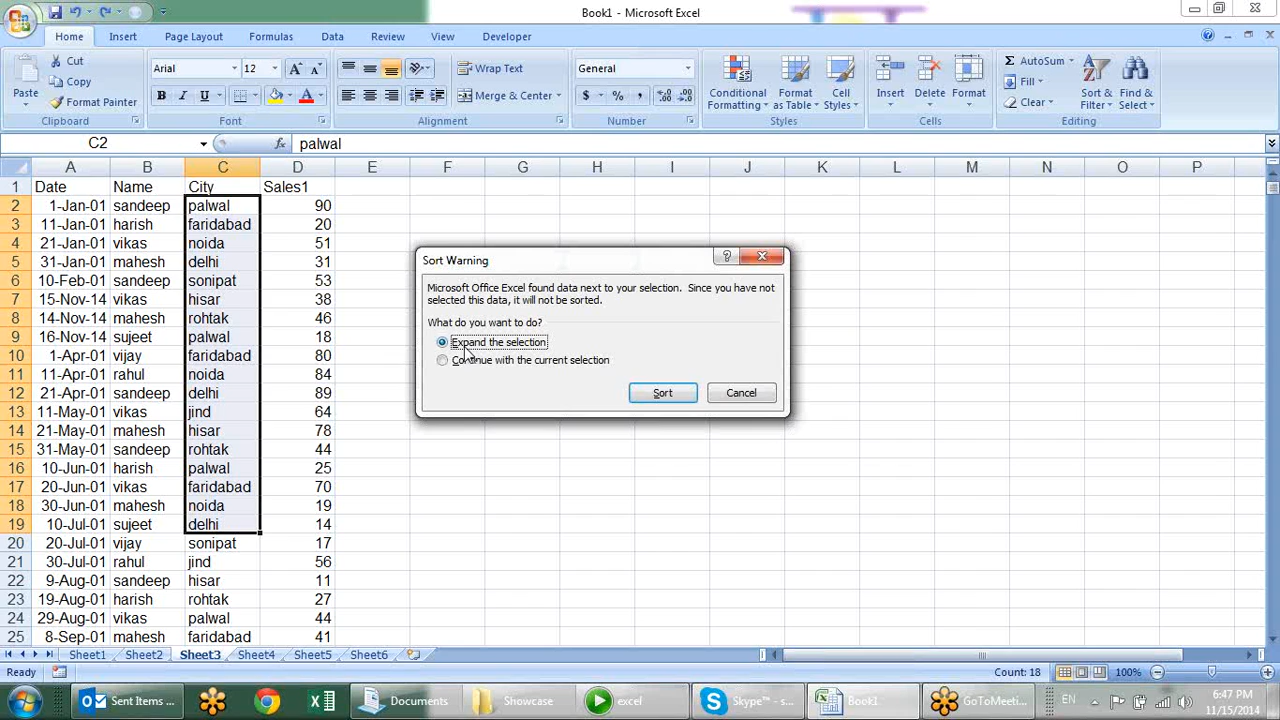 Book1 - Microsoft Excel
Home Insert Page Layout Formulas Data Review View Developer
Paste Cut Arial 12 Wrap Text General Conditional Formatting Format as Table Cell Styles Insert Delete Format AutoSum Sort & Filter Find & Select
Copy Fill
Format Painter B I U A Merge & Center $ % , Clear
Clipboard Font Alignment Number Styles Cells Editing
C2 fx palwal
A B C D E F G H I J K L M N O P
1 Date Name City Sales1
2 1-Jan-01 sandeep palwal 90
3 11-Jan-01 harish faridabad 20
4 21-Jan-01 vikas noida 51
5 31-Jan-01 mahesh delhi 31
6 10-Feb-01 sandeep sonipat 53
7 15-Nov-14 vikas hisar 38
8 14-Nov-14 mahesh rohtak 46
9 16-Nov-14 sujeet palwal 18
10 1-Apr-01 vijay faridabad 80
11 11-Apr-01 rahul noida 84
12 21-Apr-01 sandeep delhi 89
13 11-May-01 vikas jind 64
14 21-May-01 mahesh hisar 78
15 31-May-01 sandeep rohtak 44
16 10-Jun-01 harish palwal 25
17 20-Jun-01 vikas faridabad 70
18 30-Jun-01 mahesh noida 19
19 10-Jul-01 sujeet delhi 14
20 20-Jul-01 vijay sonipat 17
21 30-Jul-01 rahul jind 56
22 9-Aug-01 sandeep hisar 11
23 19-Aug-01 harish rohtak 27
24 29-Aug-01 vikas palwal 44
25 8-Sep-01 mahesh faridabad 41
Sort Warning
Microsoft Office Excel found data next to your selection. Since you have not
selected this data, it will not be sorted.
What do you want to do?
Expand the selection
Continue with the current selection
Sort Cancel
Sheet1 Sheet2 Sheet3 Sheet4 Sheet5 Sheet6
Ready Count: 18 100%
Sent Items ... Documents Showcase excel Skype™ - s... Book1 GoToMeeti... EN 6:47 PM
11/15/2014